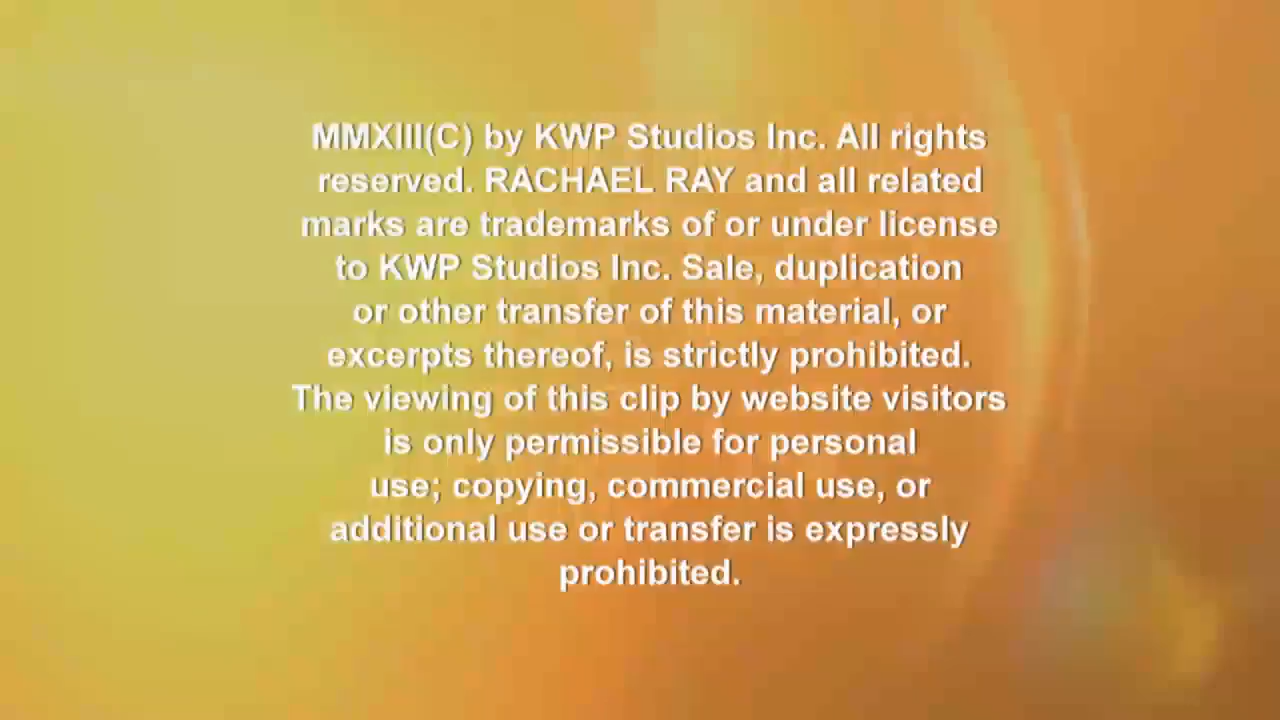 MMXIII(C) by KWP Studios Inc. All rights
reserved. RACHAEL RAY and all related
marks are trademarks of or under license
to KWP Studios Inc. Sale, duplication
or other transfer of this material, or
excerpts thereof, is strictly prohibited.
The viewing of this clip by website visitors
is only permissible for personal
use; copying, commercial use, or
additional use or transfer is expressly
prohibited.